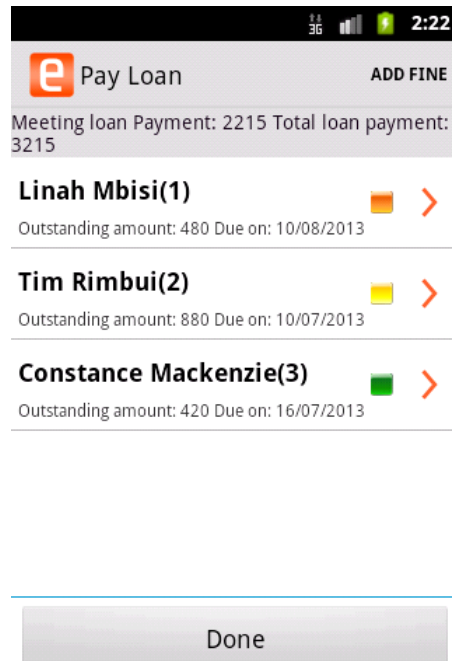 3G 2:22
e Pay Loan ADD FINE
Meeting loan Payment: 2215 Total loan payment:
3215
Linah Mbisi(1)
Outstanding amount: 480 Due on: 10/08/2013
Tim Rimbui(2)
Outstanding amount: 880 Due on: 10/07/2013
Constance Mackenzie(3)
Outstanding amount: 420 Due on: 16/07/2013
Done